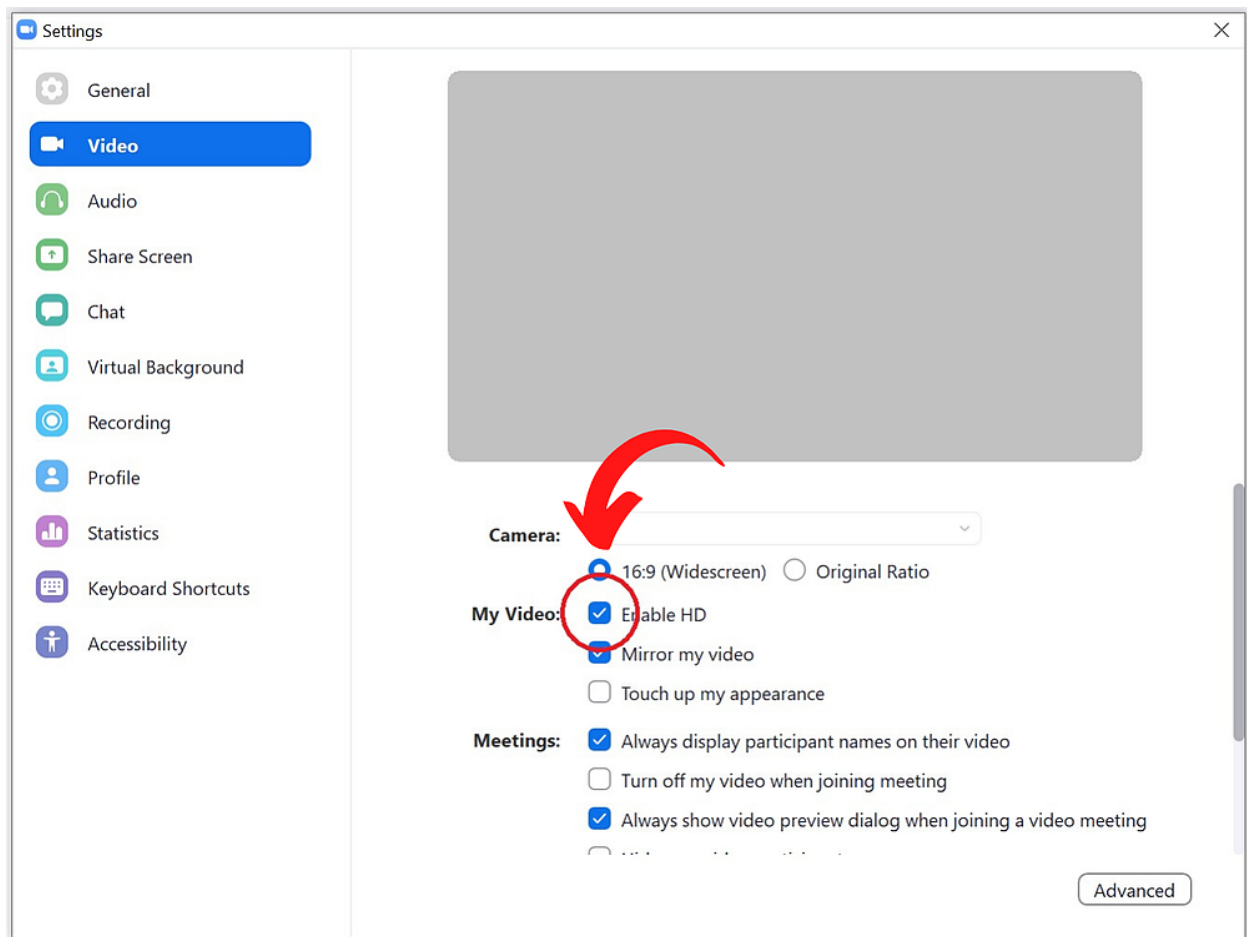 Settings
General
Video
Audio
Share Screen
Chat
Virtual Background
Recording
Profile
Statistics
Keyboard Shortcuts
Accessibility
Camera:
16:9 (Widescreen) Original Ratio
My Video: Enable HD
Mirror my video
Touch up my appearance
Meetings: Always display participant names on their video
Turn off my video when joining meeting
Always show video preview dialog when joining a video meeting
Advanced